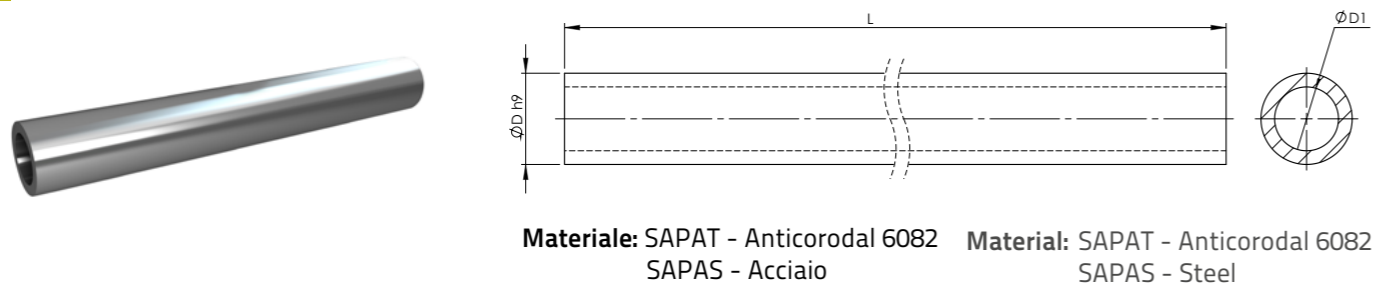 L
ØD1
ØD h9
Materiale: SAPAT - Anticorodal 6082
SAPAS - Acciaio
Material: SAPAT - Anticorodal 6082
SAPAS - Steel